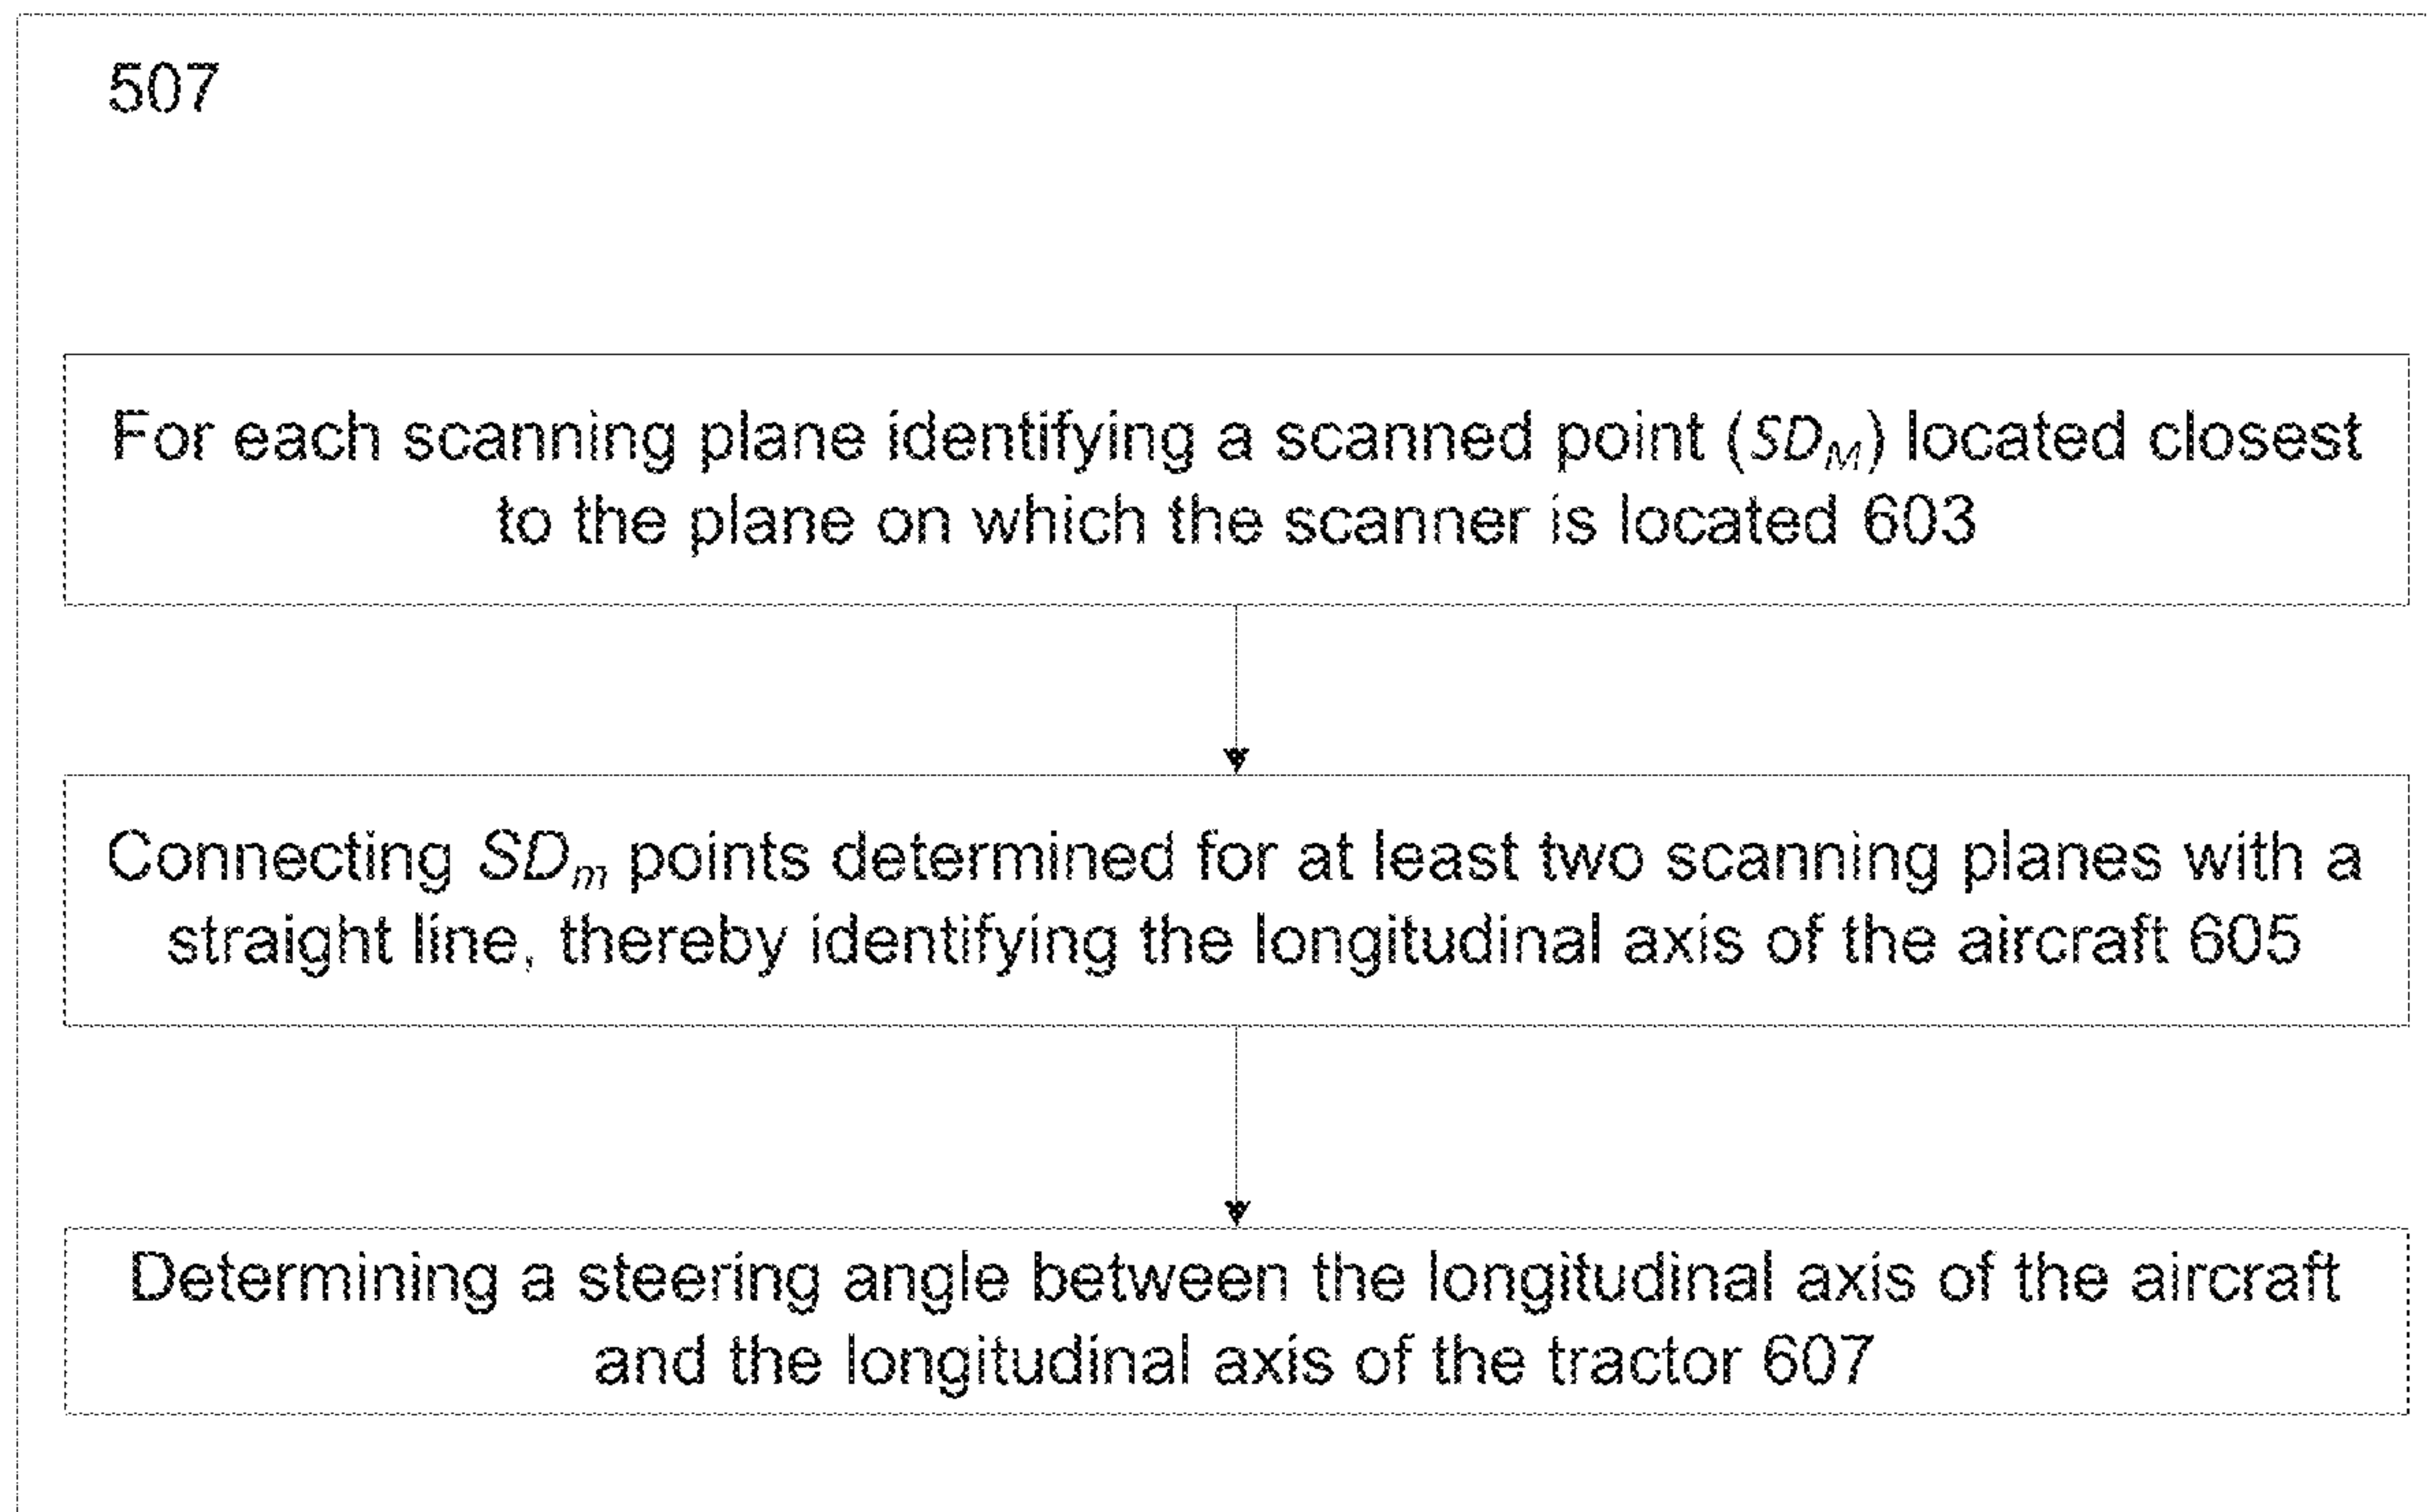 507
For each scanning plane identifying a scanned point (SD_M) located closest
to the plane on which the scanner is located 603
Connecting SD_m points determined for at least two scanning planes with a
straight line, thereby identifying the longitudinal axis of the aircraft 605
Determining a steering angle between the longitudinal axis of the aircraft
and the longitudinal axis of the tractor 607